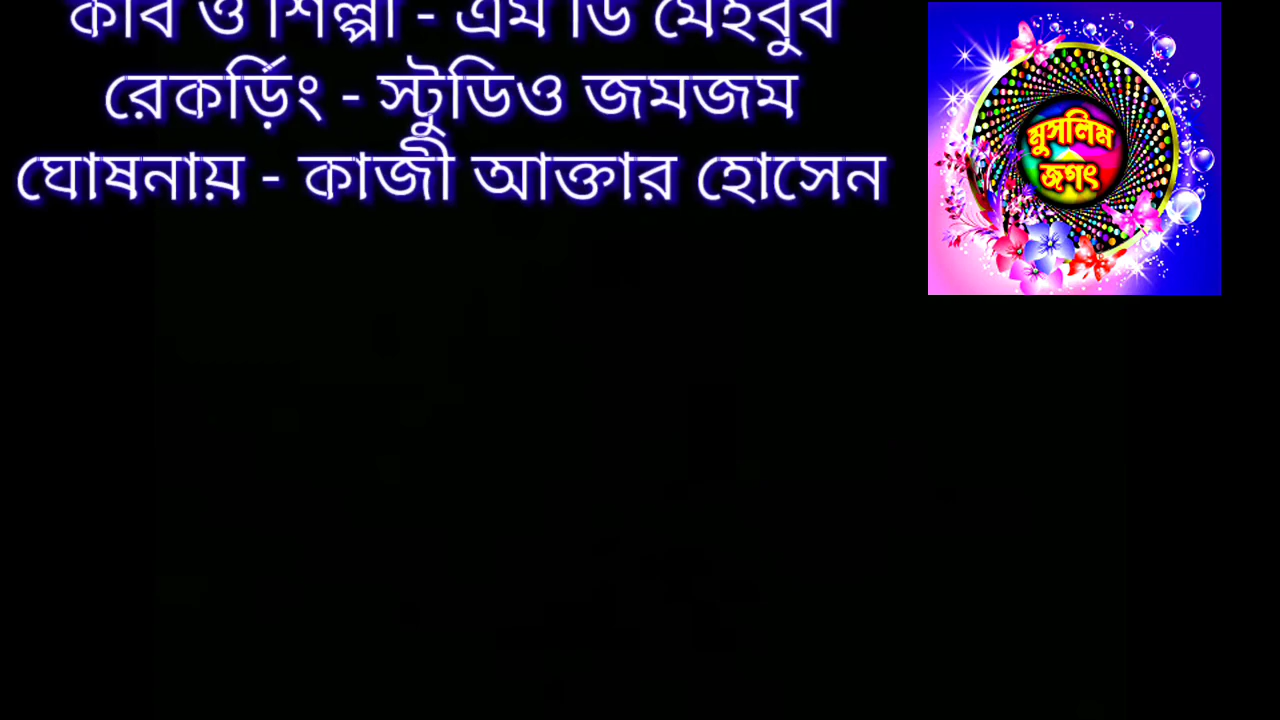 কবি ও শিল্পী - এম ডি মেহবুব
রেকর্ড়িং - স্টুডিও জমজম
ঘোষনায় - কাজী আক্তার হোসেন
মুসলিম
জগৎ